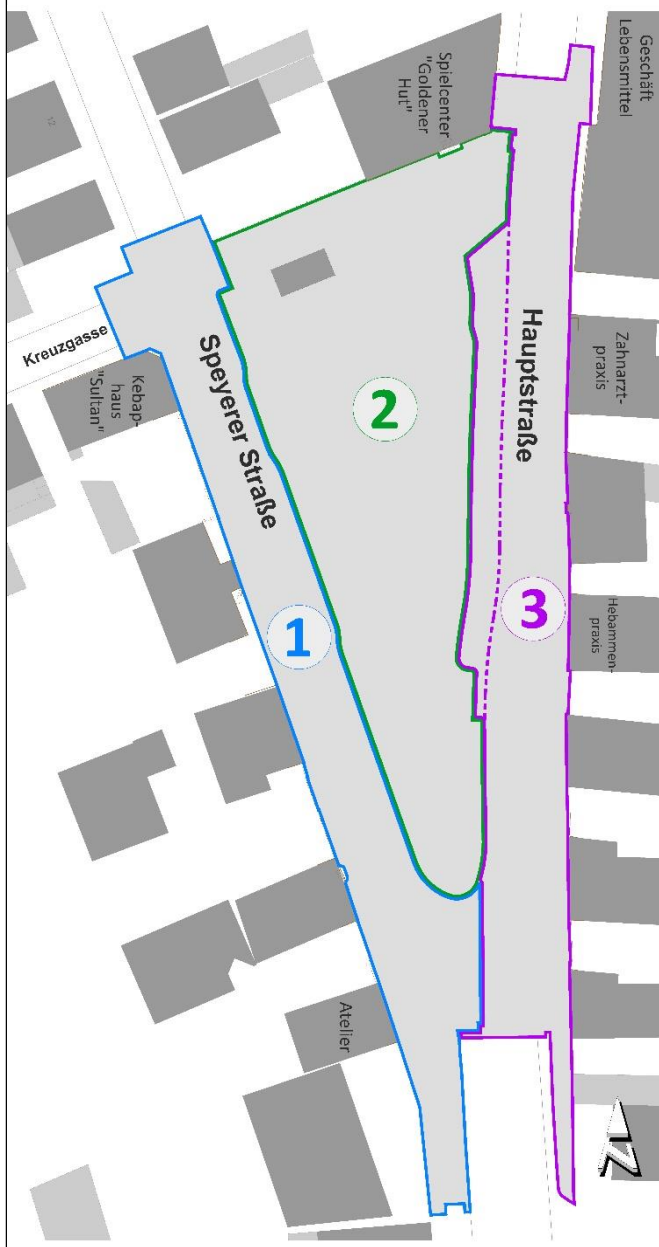 Geschäft
Lebensmittel
Spielcenter
"Goldener
Hut"
Hauptstraße
Zahnarzt-
praxis
Kreuzgasse
Kebap-
haus
"Sultan"
Speyerer Straße
2
3
Hebammen-
praxis
1
Atelier
N